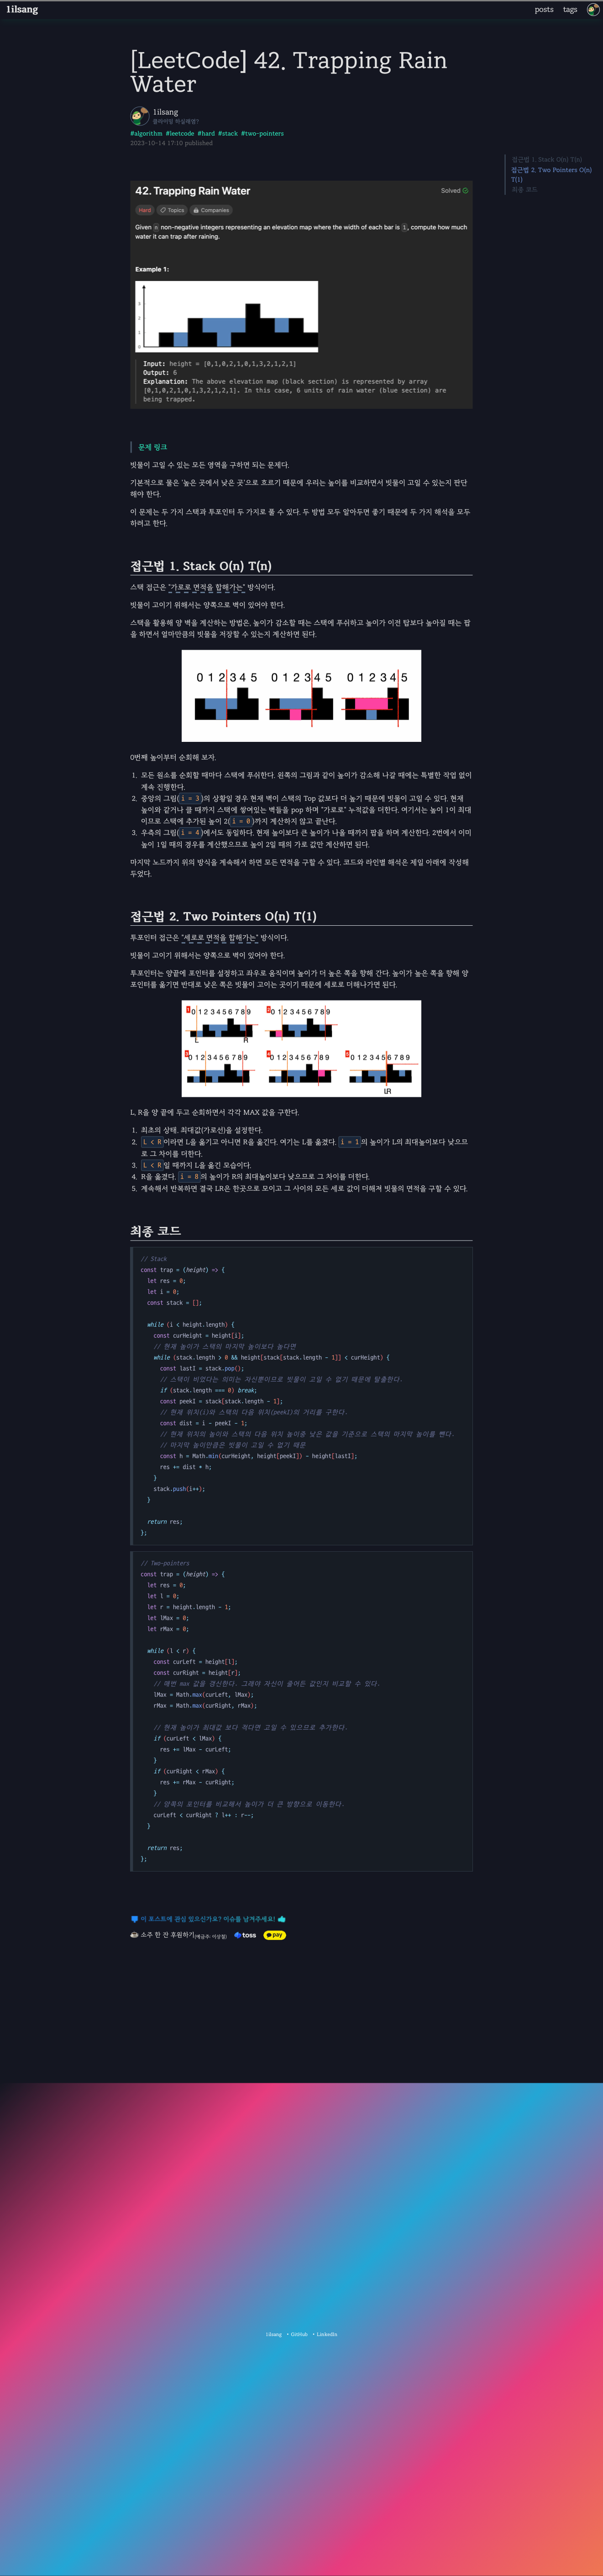 1ilsang
posts tags
[LeetCode] 42. Trapping Rain
Water
1ilsang
#algorithm #leetcode #hard #stack #two-pointers
2023-10-14 17:10 published
접근법 1. Stack O(n) T(n)
접근법 2. Two Pointers O(n)
T(1)
최종 코드
42. Trapping Rain Water
Solved
Hard Topics Companies
Given n non-negative integers representing an elevation map where the width of each bar is 1, compute how much
water it can trap after raining.
Example 1:
3
2
1
0
Input: height = [0,1,0,2,1,0,1,3,2,1,2,1]
Output: 6
Explanation: The above elevation map (black section) is represented by array
[0,1,0,2,1,0,1,3,2,1,2,1]. In this case, 6 units of rain water (blue section) are
being trapped.
문제 링크
빗물이 고일 수 있는 모든 영역을 구하면 되는 문제다.
기본적으로 물은 '높은 곳에서 낮은 곳'으로 흐르기 때문에 우리는 높이를 비교하면서 빗물이 고일 수 있는지 판단
해야 한다.
이 문제는 두 가지 스택과 투포인터 두 가지로 풀 수 있다. 두 방법 모두 알아두면 좋기 때문에 두 가지 해석을 모두
하려고 한다.
접근법 1. Stack O(n) T(n)
스택 접근은 "가로로 면적을 합해가는" 방식이다.
빗물이 고이기 위해서는 양쪽으로 벽이 있어야 한다.
스택을 활용해 양 벽을 계산하는 방법은, 높이가 감소할 때는 스택에 푸쉬하고 높이가 이전 탑보다 높아질 때는 팝
을 하면서 얼마만큼의 빗물을 저장할 수 있는지 계산하면 된다.
0 1 2 3 4 5 0 1 2 3 4 5 0 1 2 3 4 5
0번째 높이부터 순회해 보자.
1. 모든 원소를 순회할 때마다 스택에 푸쉬한다. 왼쪽의 그림과 같이 높이가 감소해 나갈 때에는 특별한 작업 없이
계속 진행한다.
2. 중앙의 그림(i = 3)의 상황일 경우 현재 벽이 스택의 Top 값보다 더 높기 때문에 빗물이 고일 수 있다. 현재
높이와 같거나 클 때까지 스택에 쌓여있는 벽들을 pop 하며 "가로로" 누적값을 더한다. 여기서는 높이 1이 최대
이므로 스택에 추가된 높이 2(i = 0)까지 계산하지 않고 끝난다.
3. 우측의 그림(i = 4)에서도 동일하다. 현재 높이보다 큰 높이가 나올 때까지 팝을 하며 계산한다. 2번에서 이미
높이 1일 때의 경우를 계산했으므로 높이 2일 때의 가로 값만 계산하면 된다.
마지막 노드까지 위의 방식을 계속해서 하면 모든 면적을 구할 수 있다. 코드와 라인별 해석은 제일 아래에 작성해
두었다.
접근법 2. Two Pointers O(n) T(1)
투포인터 접근은 "세로로 면적을 합해가는" 방식이다.
빗물이 고이기 위해서는 양쪽으로 벽이 있어야 한다.
투포인터는 양끝에 포인터를 설정하고 좌우로 움직이며 높이가 더 높은 쪽을 향해 간다. 높이가 높은 쪽을 향해 양
포인터를 옮기면 반대로 낮은 쪽은 빗물이 고이는 곳이기 때문에 세로로 더해나가면 된다.
1 0 1 2 3 4 5 6 7 8 9 2 0 1 2 3 4 5 6 7 8 9
L R
3 0 1 2 3 4 5 6 7 8 9 4 0 1 2 3 4 5 6 7 8 9 5 0 1 2 3 4 5 6 7 8 9
LR
L, R을 양 끝에 두고 순회하면서 각각 MAX 값을 구한다.
1. 최초의 상태. 최대값(가로선)을 설정한다.
2. L < R이라면 L을 옮기고 아니면 R을 옮긴다. 여기는 L를 옮겼다. i = 1의 높이가 L의 최대높이보다 낮으므
로 그 차이를 더한다.
3. L < R일 때까지 L을 옮긴 모습이다.
4. R을 옮겼다. i = 8의 높이가 R의 최대높이보다 낮으므로 그 차이를 더한다.
5. 계속해서 반복하면 결국 LR은 한곳으로 모이고 그 사이의 모든 세로 값이 더해져 빗물의 면적을 구할 수 있다.
최종 코드
// Stack
const trap = (height) => {
let res = 0;
let i = 0;
const stack = [];
while (i < height.length) {
const curHeight = height[i];
// 현재 높이가 스택의 마지막 높이보다 높다면
while (stack.length > 0 && height[stack[stack.length - 1]] < curHeight) {
const lastI = stack.pop();
// 스택이 비었다는 의미는 자신뿐이므로 빗물이 고일 수 없기 때문에 탈출한다.
if (stack.length === 0) break;
const peekI = stack[stack.length - 1];
// 현재 위치(i)와 스택의 다음 위치(peekI)의 거리를 구한다.
const dist = i - peekI - 1;
// 현재 위치의 높이와 스택의 다음 위치 높이중 낮은 값을 기준으로 스택의 마지막 높이를 뺀다.
// 마지막 높이만큼은 빗물이 고일 수 없기 때문
const h = Math.min(curHeight, height[peekI]) - height[lastI];
res += dist * h;
}
stack.push(i++);
}
return res;
};
// Two-pointers
const trap = (height) => {
let res = 0;
let l = 0;
let r = height.length - 1;
let lMax = 0;
let rMax = 0;
while (l < r) {
const curLeft = height[l];
const curRight = height[r];
// 매번 max 값을 갱신한다. 그래야 자신이 줄어든 값인지 비교할 수 있다.
lMax = Math.max(curLeft, lMax);
rMax = Math.max(curRight, rMax);
// 현재 높이가 최대값 보다 작다면 고일 수 있으므로 추가한다.
if (curLeft < lMax) {
res += lMax - curLeft;
}
if (curRight < rMax) {
res += rMax - curRight;
}
// 양쪽의 포인터를 비교해서 높이가 더 큰 방향으로 이동한다.
curLeft < curRight ? l++ : r--;
}
return res;
};
이 포스트에 관심 있으신가요? 이슈를 남겨주세요!
소주 한 잔 후원하기(예금주: 이상철) toss pay
1ilsang • GitHub • LinkedIn